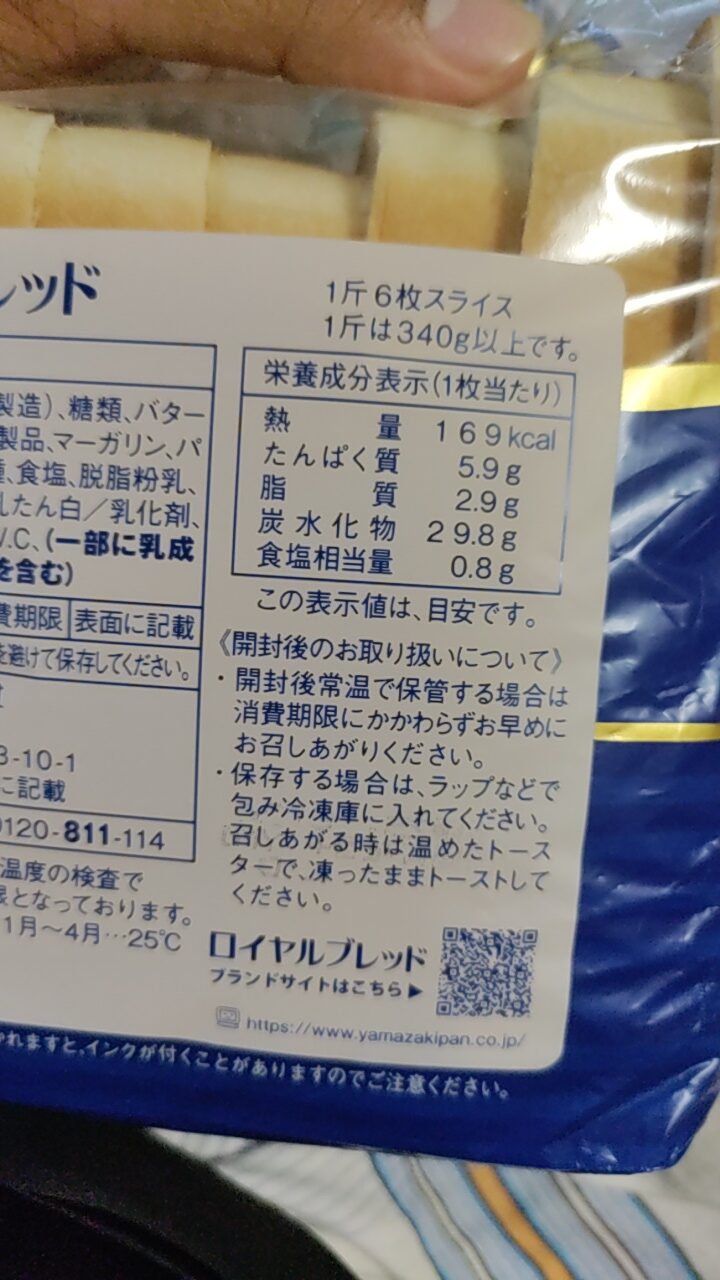 レッド
1斤6枚スライス
1斤は340g以上です。
製造)、糖類、バター
製品、マーガリン、パ
、食塩、脱脂粉乳、
たん白/乳化剤、
V.C、(一部に乳成
を含む)
費期限 表面に記載
を避けて保存してください。
3-10-1
に記載
0120-811-114
温度の検査で
となっております。
1月~4月…25℃
栄養成分表示(1枚当たり)
熱量 169kcal
たんぱく質 5.9g
脂質 2.9g
炭水化物 29.8g
食塩相当量 0.8g
この表示値は、目安です。
《開封後のお取り扱いについて》
・開封後常温で保管する場合は
消費期限にかかわらずお早めに
お召しあがりください。
・保存する場合は、ラップなどで
包み冷凍庫に入れてください。
召しあがる時は温めたトース
ターで、凍ったままトーストして
ください。
ロイヤルブレッド
ブランドサイトはこちら▶
https://www.yamazakipan.co.jp/
かれますと、インクが付くことがありますのでご注意ください。